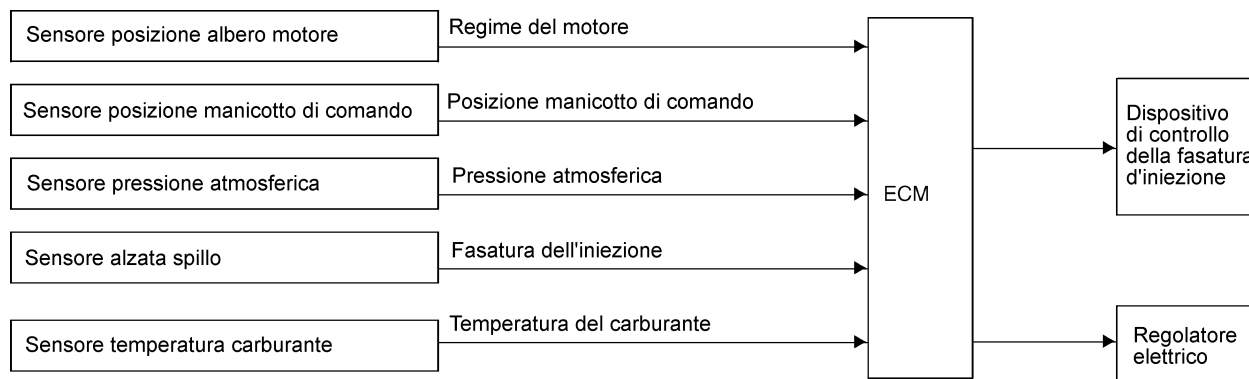 Sensore posizione albero motore
Regime del motore
Sensore posizione manicotto di comando
Posizione manicotto di comando
Sensore pressione atmosferica
Pressione atmosferica
Sensore alzata spillo
Fasatura dell'iniezione
Sensore temperatura carburante
Temperatura del carburante
ECM
Dispositivo
di controllo
della fasatura
d'iniezione
Regolatore
elettrico